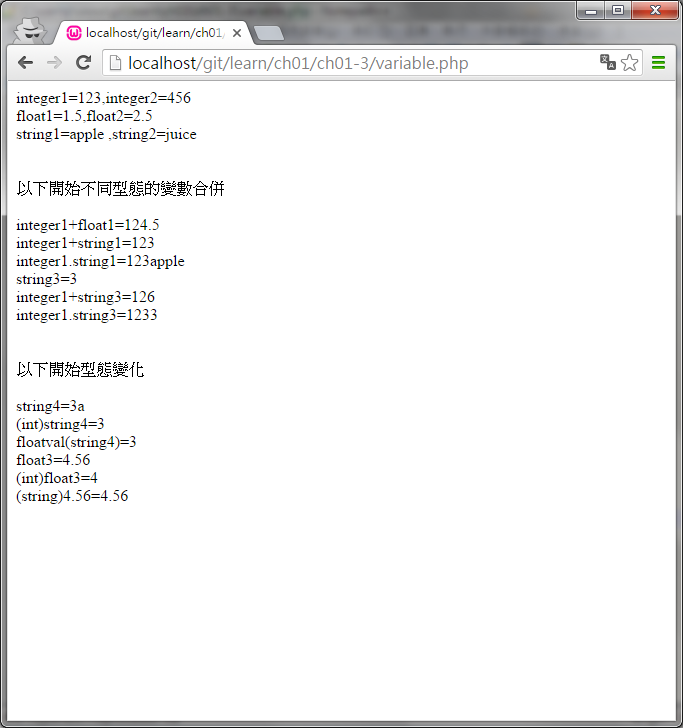 localhost/git/learn/ch01,
localhost/git/learn/ch01/ch01-3/variable.php
integer1=123,integer2=456
float1=1.5,float2=2.5
string1=apple ,string2=juice
以下開始不同型態的變數合併
integer1+float1=124.5
integer1+string1=123
integer1.string1=123apple
string3=3
integer1+string3=126
integer1.string3=1233
以下開始型態變化
string4=3a
(int)string4=3
floatval(string4)=3
float3=4.56
(int)float3=4
(string)4.56=4.56